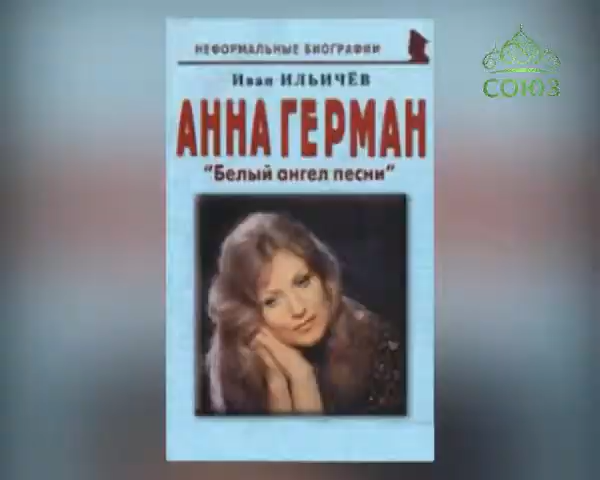 СОЮЗ
НЕФОРМАЛЬНЫЕ БИОГРАФИИ
Иван ИЛЬИЧЁВ
АННА ГЕРМАН
"Белый ангел песни"